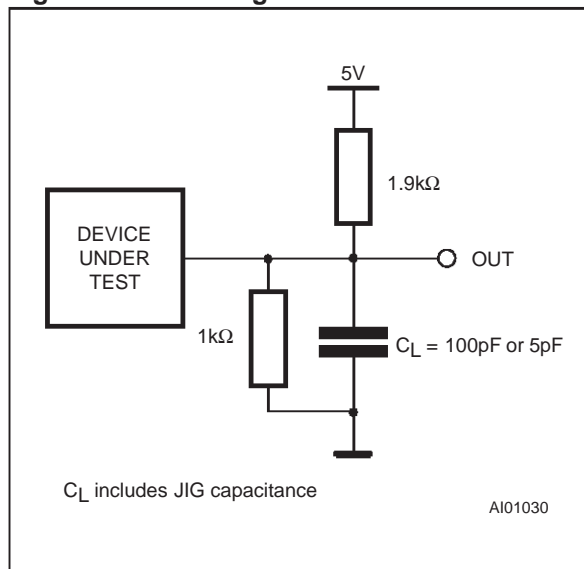 5V
1.9kΩ
DEVICE
UNDER
TEST
OUT
1kΩ
CL = 100pF or 5pF
CL includes JIG capacitance
AI01030